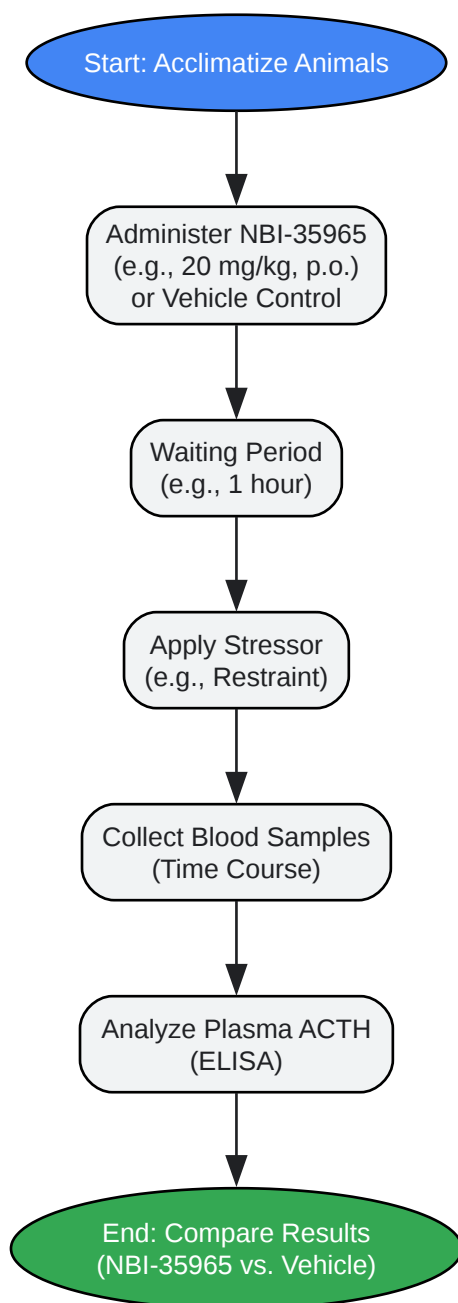 Start: Acclimatize Animals
Administer NBI-35965
(e.g., 20 mg/kg, p.o.)
or Vehicle Control
Waiting Period
(e.g., 1 hour)
Apply Stressor
(e.g., Restraint)
Collect Blood Samples
(Time Course)
Analyze Plasma ACTH
(ELISA)
End: Compare Results
(NBI-35965 vs. Vehicle)